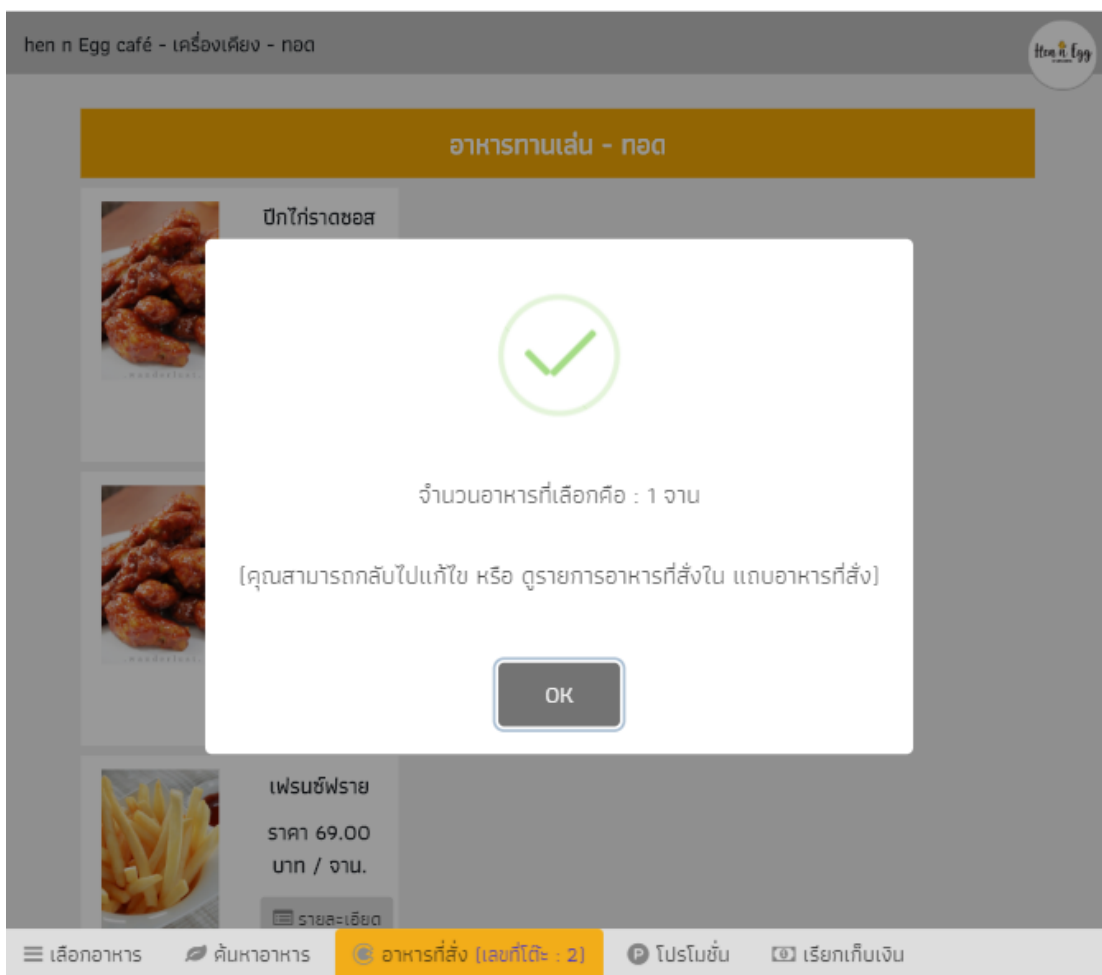 hen n Egg café - เครื่องเคียง - ทอด
Hen n Egg
อาหารทานเล่น - ทอด
ปีกไก่ราดซอส
จำนวนอาหารที่เลือกคือ : 1 จาน
(คุณสามารถกลับไปแก้ไข หรือ ดูรายการอาหารที่สั่งใน แถบอาหารที่สั่ง)
OK
เฟรนช์ฟราย
ราคา 69.00
บาท / จาน.
รายละเอียด
เลือกอาหาร ค้นหาอาหาร อาหารที่สั่ง (เลขที่โต๊ะ : 2) โปรโมชั่น เรียกเก็บเงิน